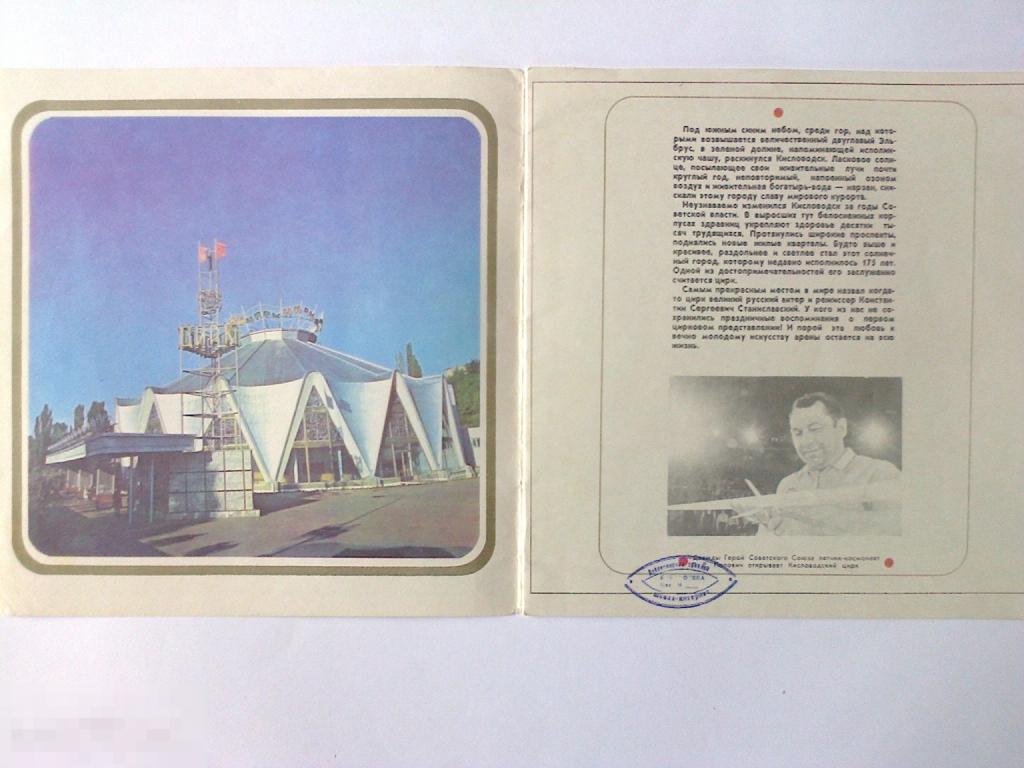 Под южным синим небом, среди гор, над кото-
рыми возвышается величественный двуглавый Эль-
брус, в зеленой долине, напоминающей исполин-
скую чашу, раскинулся Кисловодск. Ласковое солн-
це, посылающее свои живительные лучи почти
круглый год, неповторимый, напоенный озоном
воздух и живительная богатырь-вода — нарзан, сни-
скали этому городу славу мирового курорта.
Неузнаваемо изменился Кисловодск за годы Со-
ветской власти. В выросших тут белоснежных кор-
пусах здравниц укрепляют здоровье десятки ты-
сяч трудящихся. Протянулись широкие проспекты,
поднялись новые жилые кварталы. Будто выше и
красивее, раздольнее и светлее стал этот солнеч-
ный город, которому недавно исполнилось 175 лет.
Одной из достопримечательностей его заслуженно
считается цирк.
Самым прекрасным местом в мире назвал когда-
то цирк великий русский актер и режиссер Констан-
тин Сергеевич Станиславский. У кого из нас не со-
хранились праздничные воспоминания о первом
цирковом представлении! И порой эта любовь к
вечно молодому искусству арены остается на всю
жизнь.
Дважды Герой Советского Союза летчик-космонавт
Попович открывает Кисловодский цирк
школа-интернат